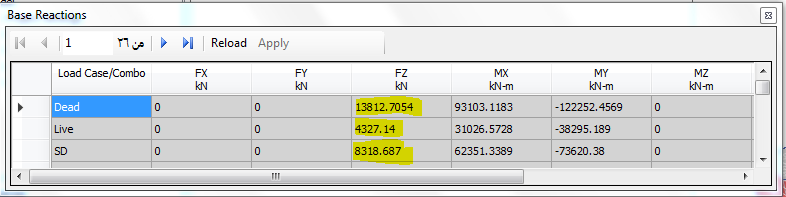 Base Reactions
1 من ٢٦ Reload Apply
Load Case/Combo FX kN FY kN FZ kN MX kN-m MY kN-m MZ kN-m
Dead 0 0 13812.7054 93103.1183 -122252.4569 0
Live 0 0 4327.14 31026.5728 -38295.189 0
SD 0 0 8318.687 62351.3389 -73620.38 0